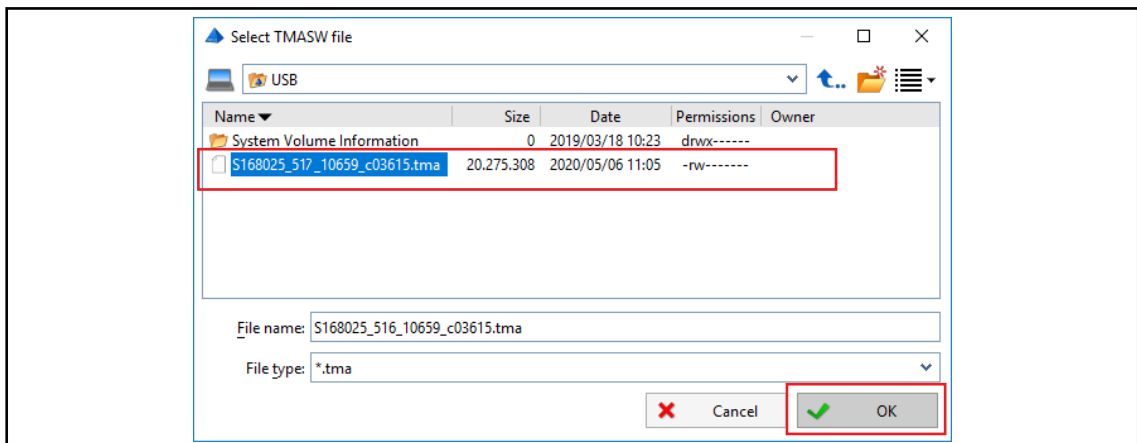 Select TMASW file
USB
Name Size Date Permissions Owner
System Volume Information 0 2019/03/18 10:23 drwx------
S168025_517_10659_c03615.tma 20.275.308 2020/05/06 11:05 -rw-------
File name: S168025_516_10659_c03615.tma
File type: *.tma
Cancel OK